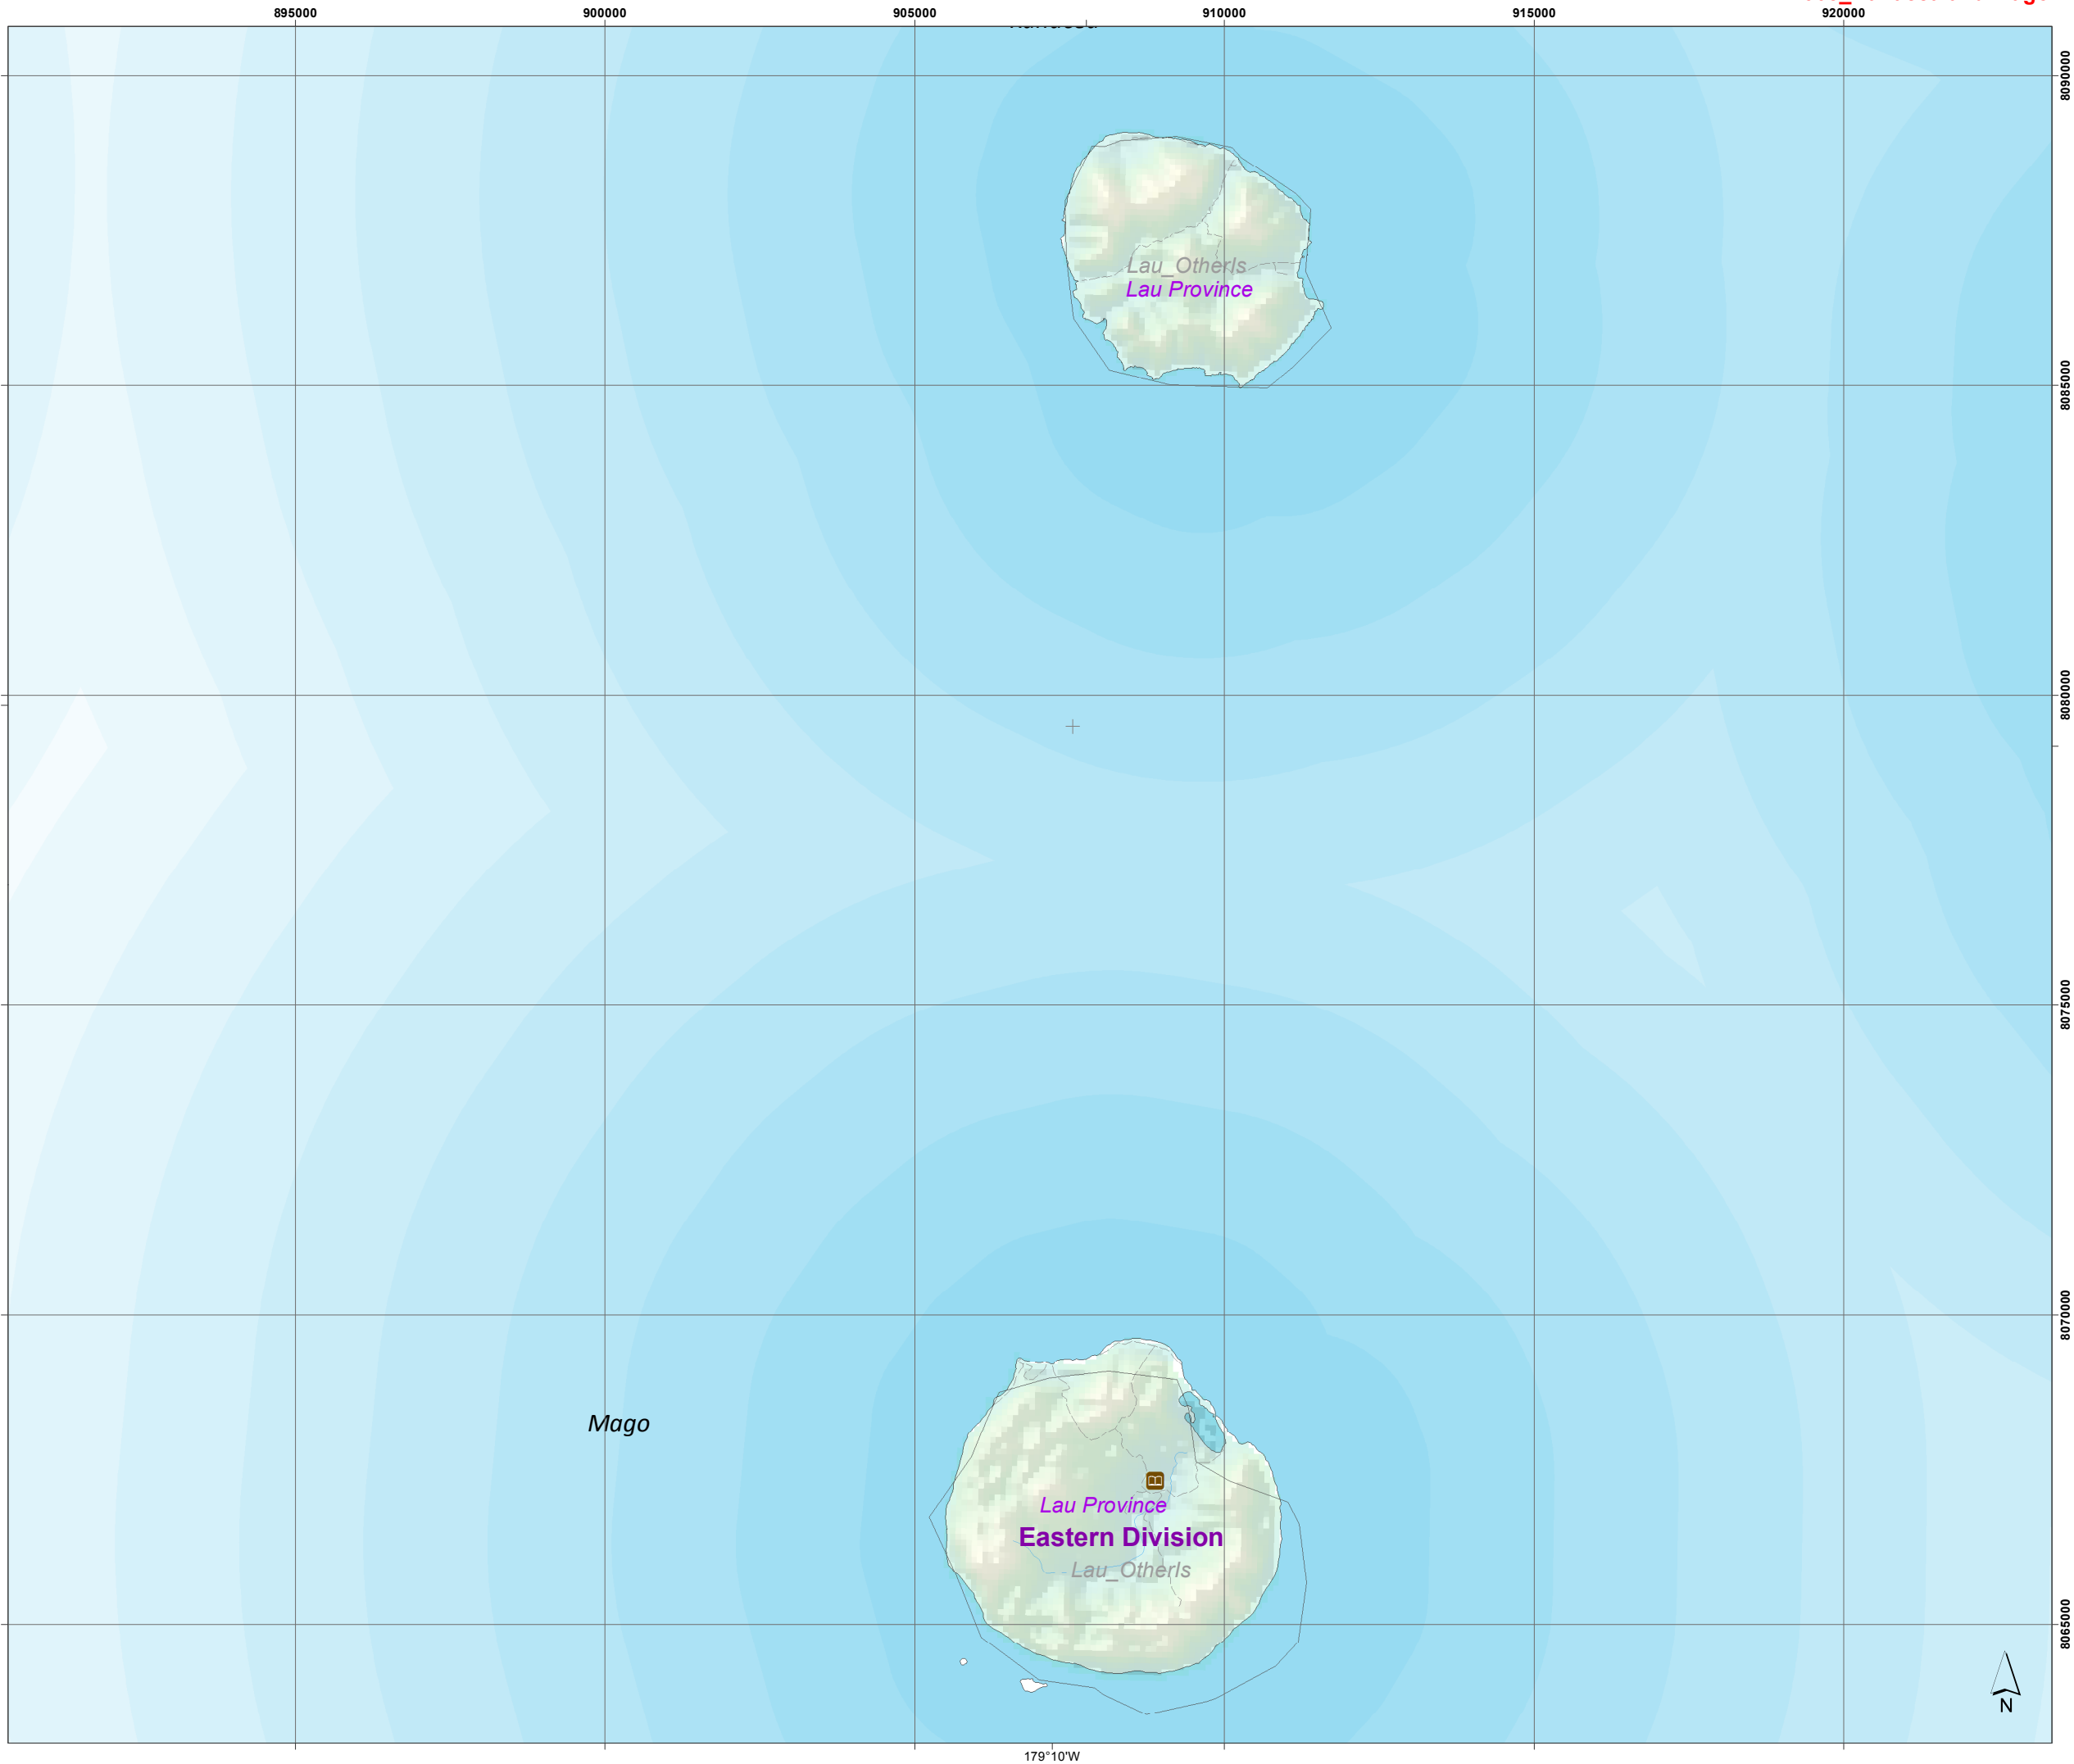 895000 900000 905000 910000 915000 920000
8090000
Lau_OtherIs
Lau Province
8085000
8080000
8075000
8070000
Mago
B
Lau Province
Eastern Division
Lau_OtherIs
8065000
N
179°10'W